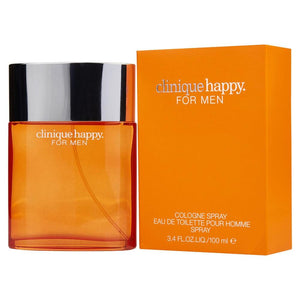 clinique happy.
FOR MEN
clinique happy.
FOR MEN
COLOGNE SPRAY
EAU DE TOILETTE POUR HOMME
SPRAY
3.4 FL.OZ.LIQ/100 ml ℮